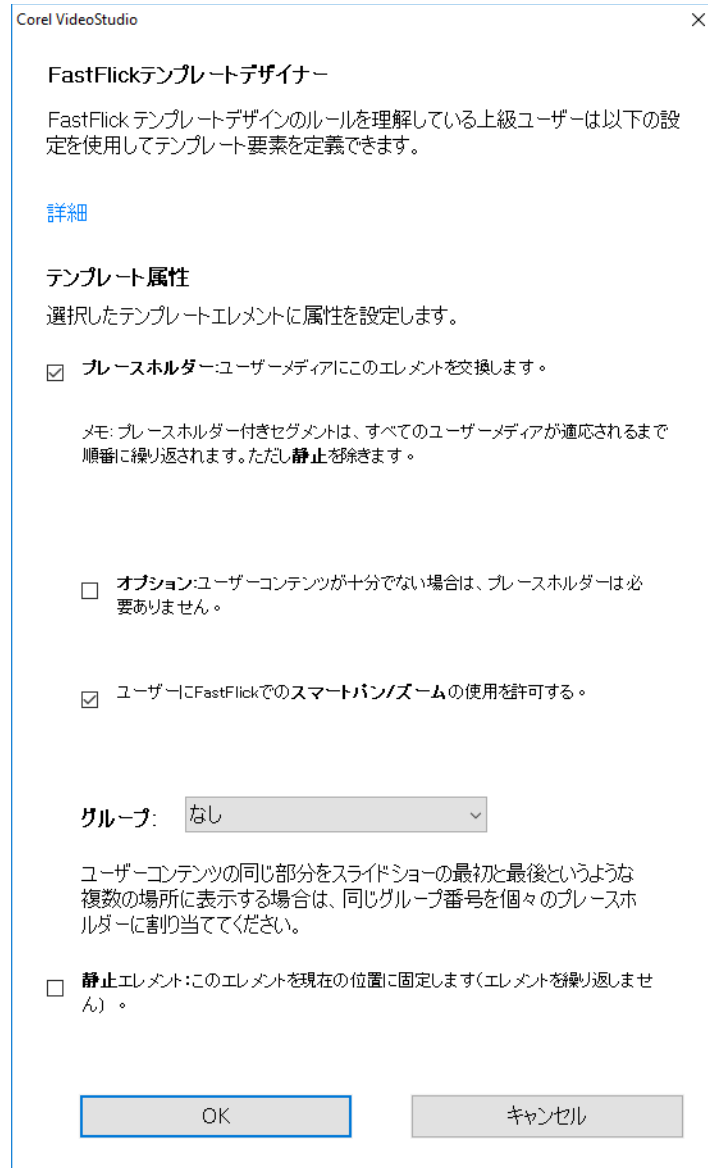 Corel VideoStudio
FastFlickテンプレートデザイナー
FastFlick テンプレートデザインのルールを理解している上級ユーザーは以下の設
定を使用してテンプレート要素を定義できます。
詳細
テンプレート属性
選択したテンプレートエレメントに属性を設定します。
プレースホルダー:ユーザーメディアにこのエレメントを交換します。
メモ: プレースホルダー付きセグメントは、すべてのユーザーメディアが適応されるまで
順番に繰り返されます。ただし静止を除きます。
オプション:ユーザーコンテンツが十分でない場合は、プレースホルダーは必
要ありません。
ユーザーにFastFlickでのスマートパン/ズームの使用を許可する。
グループ: なし
ユーザーコンテンツの同じ部分をスライドショーの最初と最後というような
複数の場所に表示する場合は、同じグループ番号を個々のプレースホ
ルダーに割り当ててください。
静止エレメント:このエレメントを現在の位置に固定します(エレメントを繰り返しませ
ん) 。
OK キャンセル